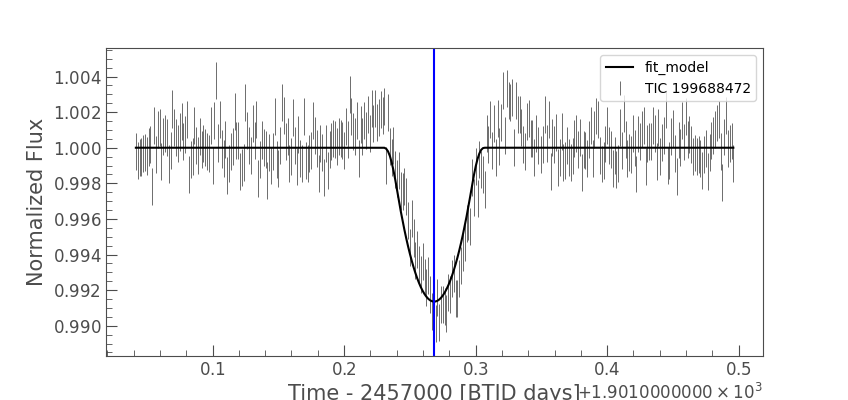 fit_model
TIC 199688472
1.004
1.002
1.000
0.998
0.996
0.994
0.992
0.990
Normalized Flux
0.1 0.2 0.3 0.4 0.5
Time - 2457000 [BTJD days]
+1.9010000000 × 10³